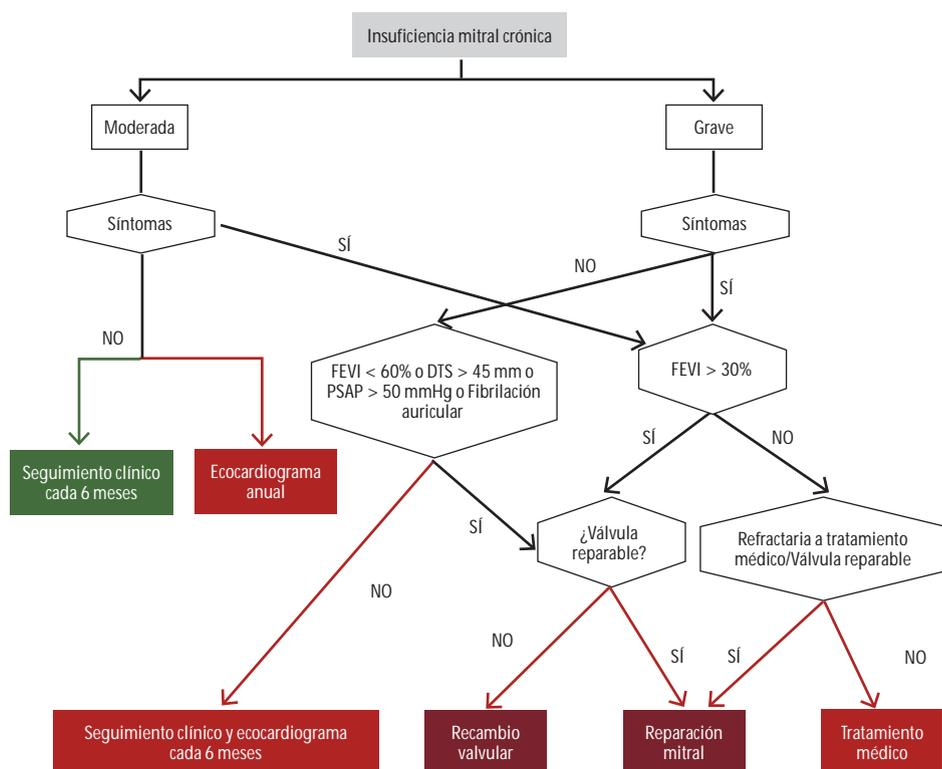 Insuficiencia mitral crónica
Moderada
Grave
Síntomas
Síntomas
SÍ
NO
SÍ
NO
FEVI < 60% o DTS > 45 mm o
PSAP > 50 mmHg o Fibrilación
auricular
FEVI > 30%
SÍ
NO
Seguimiento clínico
cada 6 meses
Ecocardiograma
anual
SÍ
¿Válvula
reparable?
Refractaria a tratamiento
médico/Válvula reparable
NO
NO
SÍ
SÍ
NO
Seguimiento clínico y ecocardiograma
cada 6 meses
Recambio
valvular
Reparación
mitral
Tratamiento
médico